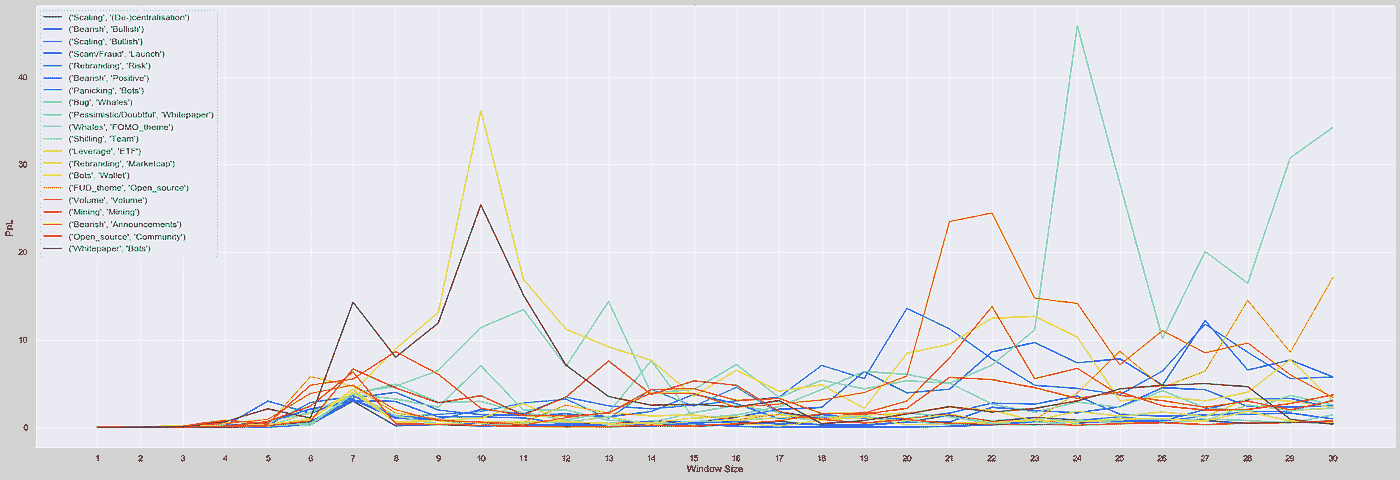 ('Scaling', '(De-)centralisation')
('Bearish', 'Bullish')
('Scaling', 'Bullish')
('Scam/Fraud', 'Launch')
('Rebranding', 'Risk')
('Bearish', 'Positive')
('Panicking', 'Bots')
('Bug', 'Whales')
('Pessimistic/Doubtful', 'Whitepaper')
('Whales', 'FOMO_theme')
('Shilling', 'Team')
('Leverage', 'ETF')
('Rebranding', 'Marketcap')
('Bots', 'Wallet')
('FUD_theme', 'Open_source')
('Volume', 'Volume')
('Mining', 'Mining')
('Bearish', 'Announcements')
('Open_source', 'Community')
('Whitepaper', 'Bots')
40
30
20
10
0
PnL
1 2 3 4 5 6 7 8 9 10 11 12 13 14 15 16 17 18 19 20 21 22 23 24 25 26 27 28 29 30
Window Size